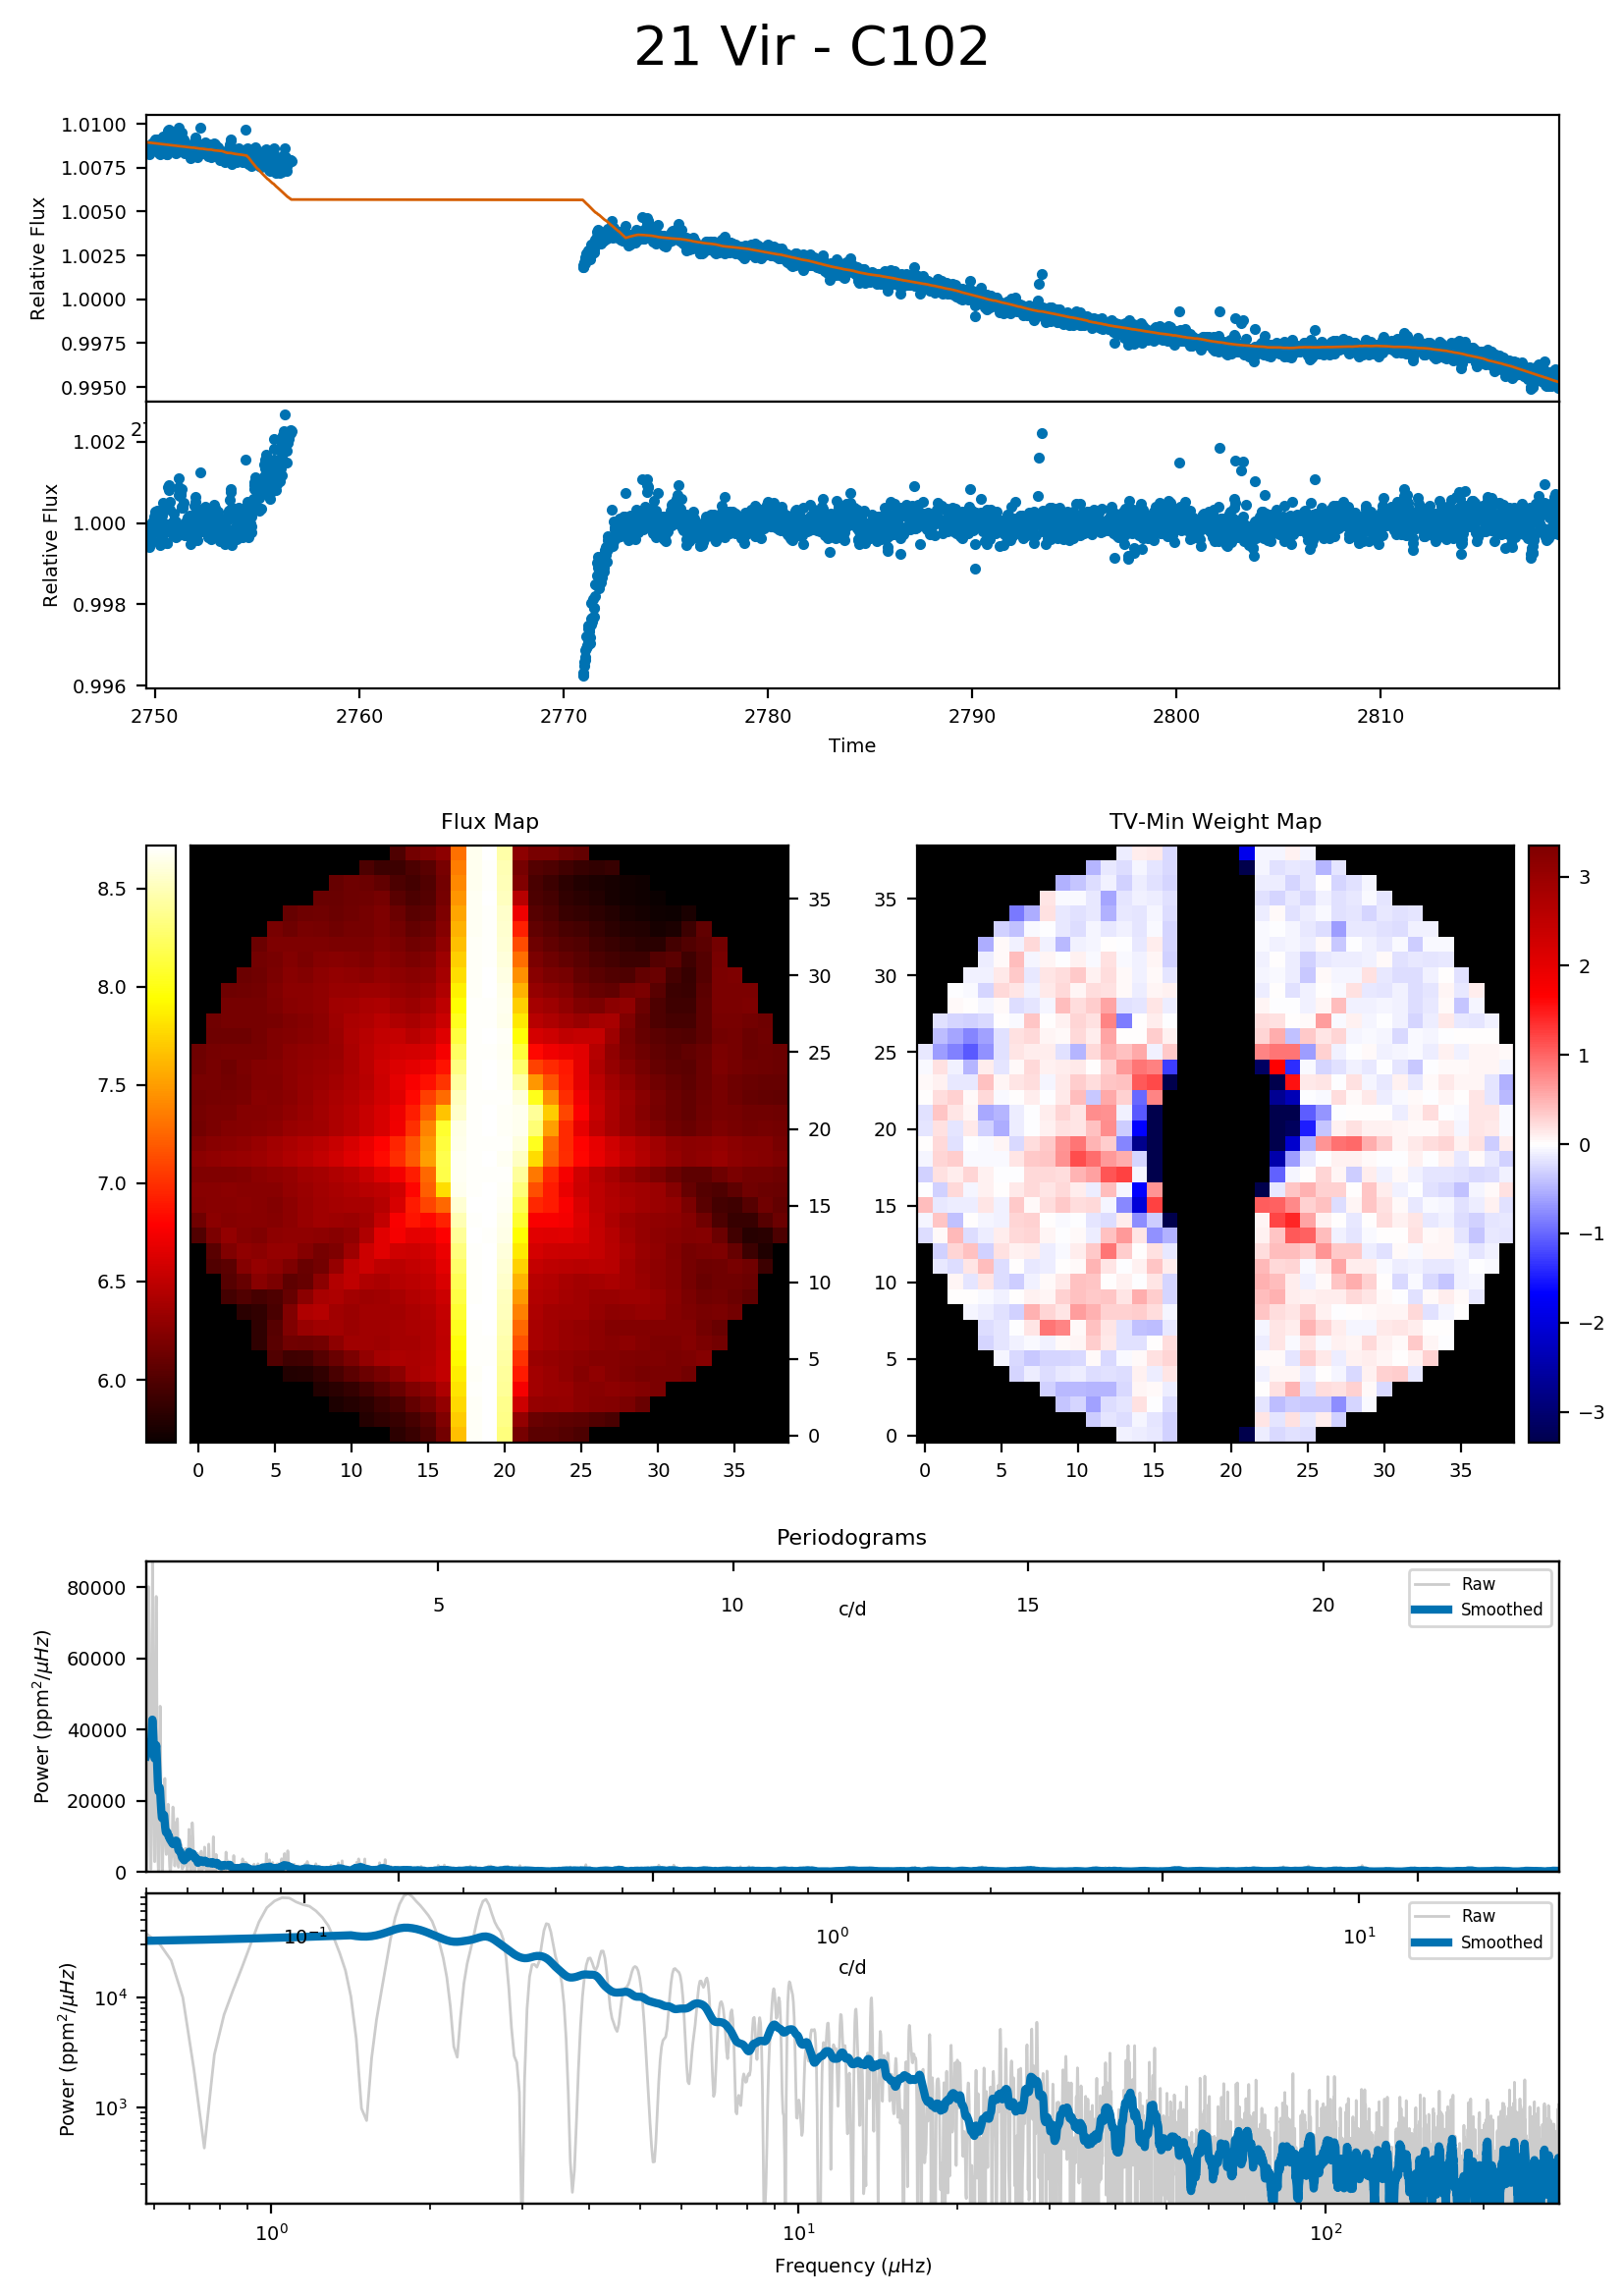 21 Vir - C102
1.0100
1.0075
1.0050
1.0025
1.0000
0.9975
0.9950
Relative Flux
1.002
1.000
0.998
0.996
Relative Flux
2750 2760 2770 2780 2790 2800 2810
Time
Flux Map
8.5
8.0
7.5
7.0
6.5
6.0
35
30
25
20
15
10
5
0
0 5 10 15 20 25 30 35
TV-Min Weight Map
35
30
25
20
15
10
5
0
0 5 10 15 20 25 30 35
3
2
1
0
−1
−2
−3
Periodograms
80000
60000
40000
20000
0
Power (ppm²/μHz)
5 10 15 20
c/d
Raw
Smoothed
10⁴
10³
Power (ppm²/μHz)
10⁻¹ 10⁰ 10¹
c/d
Raw
Smoothed
10⁰ 10¹ 10²
Frequency (μHz)